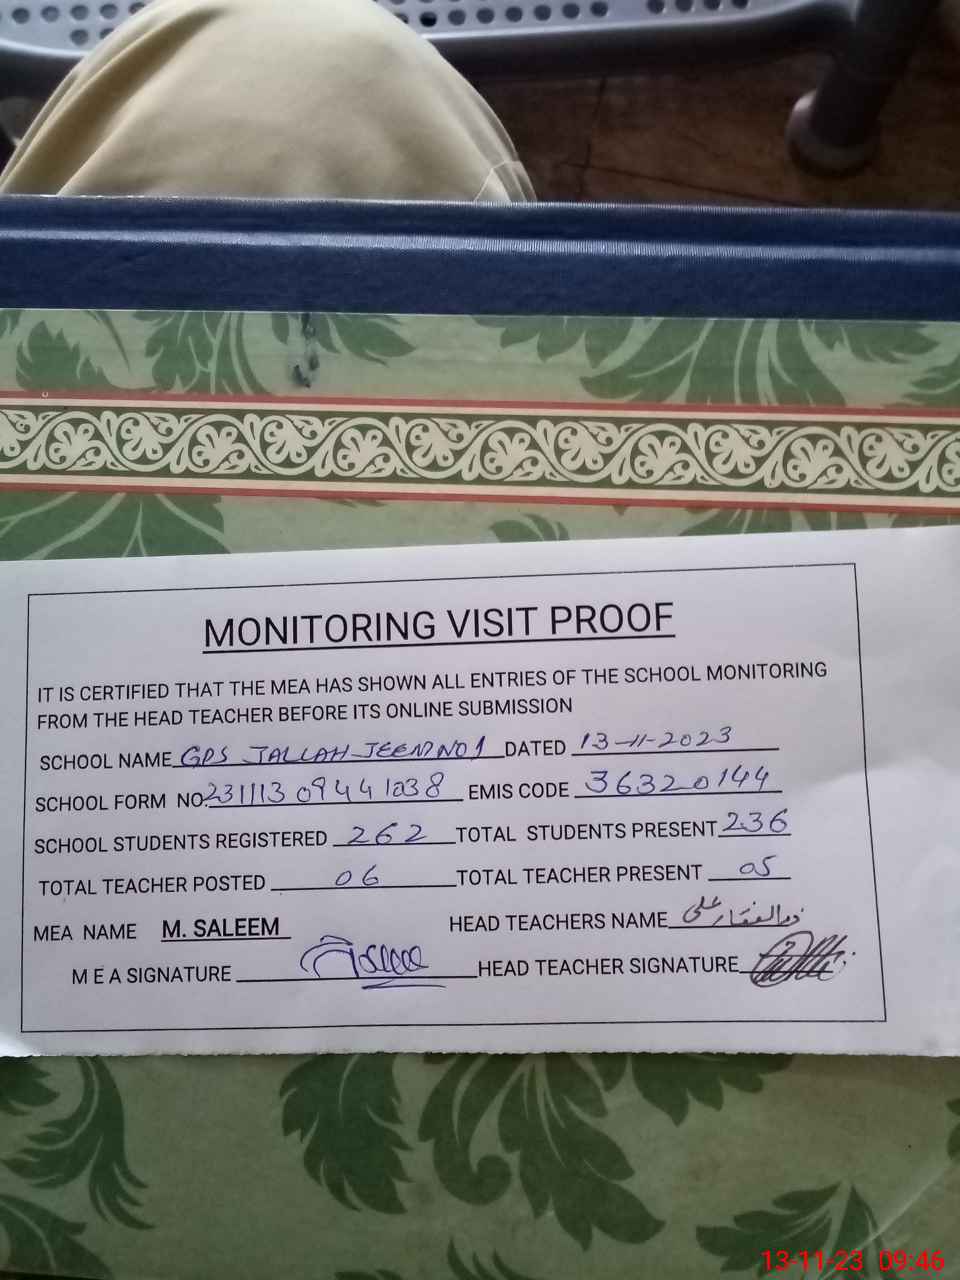 MONITORING VISIT PROOF
IT IS CERTIFIED THAT THE MEA HAS SHOWN ALL ENTRIES OF THE SCHOOL MONITORING
FROM THE HEAD TEACHER BEFORE ITS ONLINE SUBMISSION
SCHOOL NAME GPS JALLAH JEEM NO 1 DATED 13-11-2023
SCHOOL FORM NO 231113 09441038 EMIS CODE 36320144
SCHOOL STUDENTS REGISTERED 262 TOTAL STUDENTS PRESENT 236
TOTAL TEACHER POSTED 06 TOTAL TEACHER PRESENT 05
MEA NAME M. SALEEM HEAD TEACHERS NAME ذوالفقار علی
M E A SIGNATURE HEAD TEACHER SIGNATURE
13-11-23 09:46